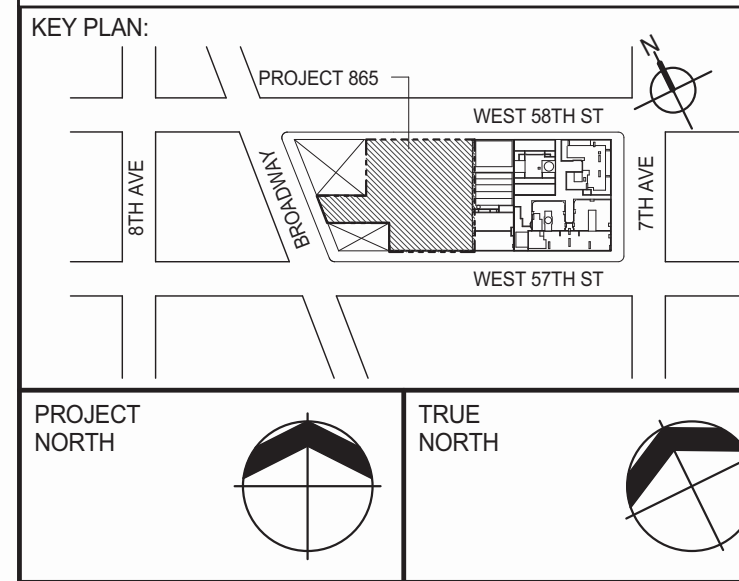 KEY PLAN:
N
PROJECT 865
WEST 58TH ST
8TH AVE
BROADWAY
7TH AVE
WEST 57TH ST
PROJECT
NORTH
TRUE
NORTH